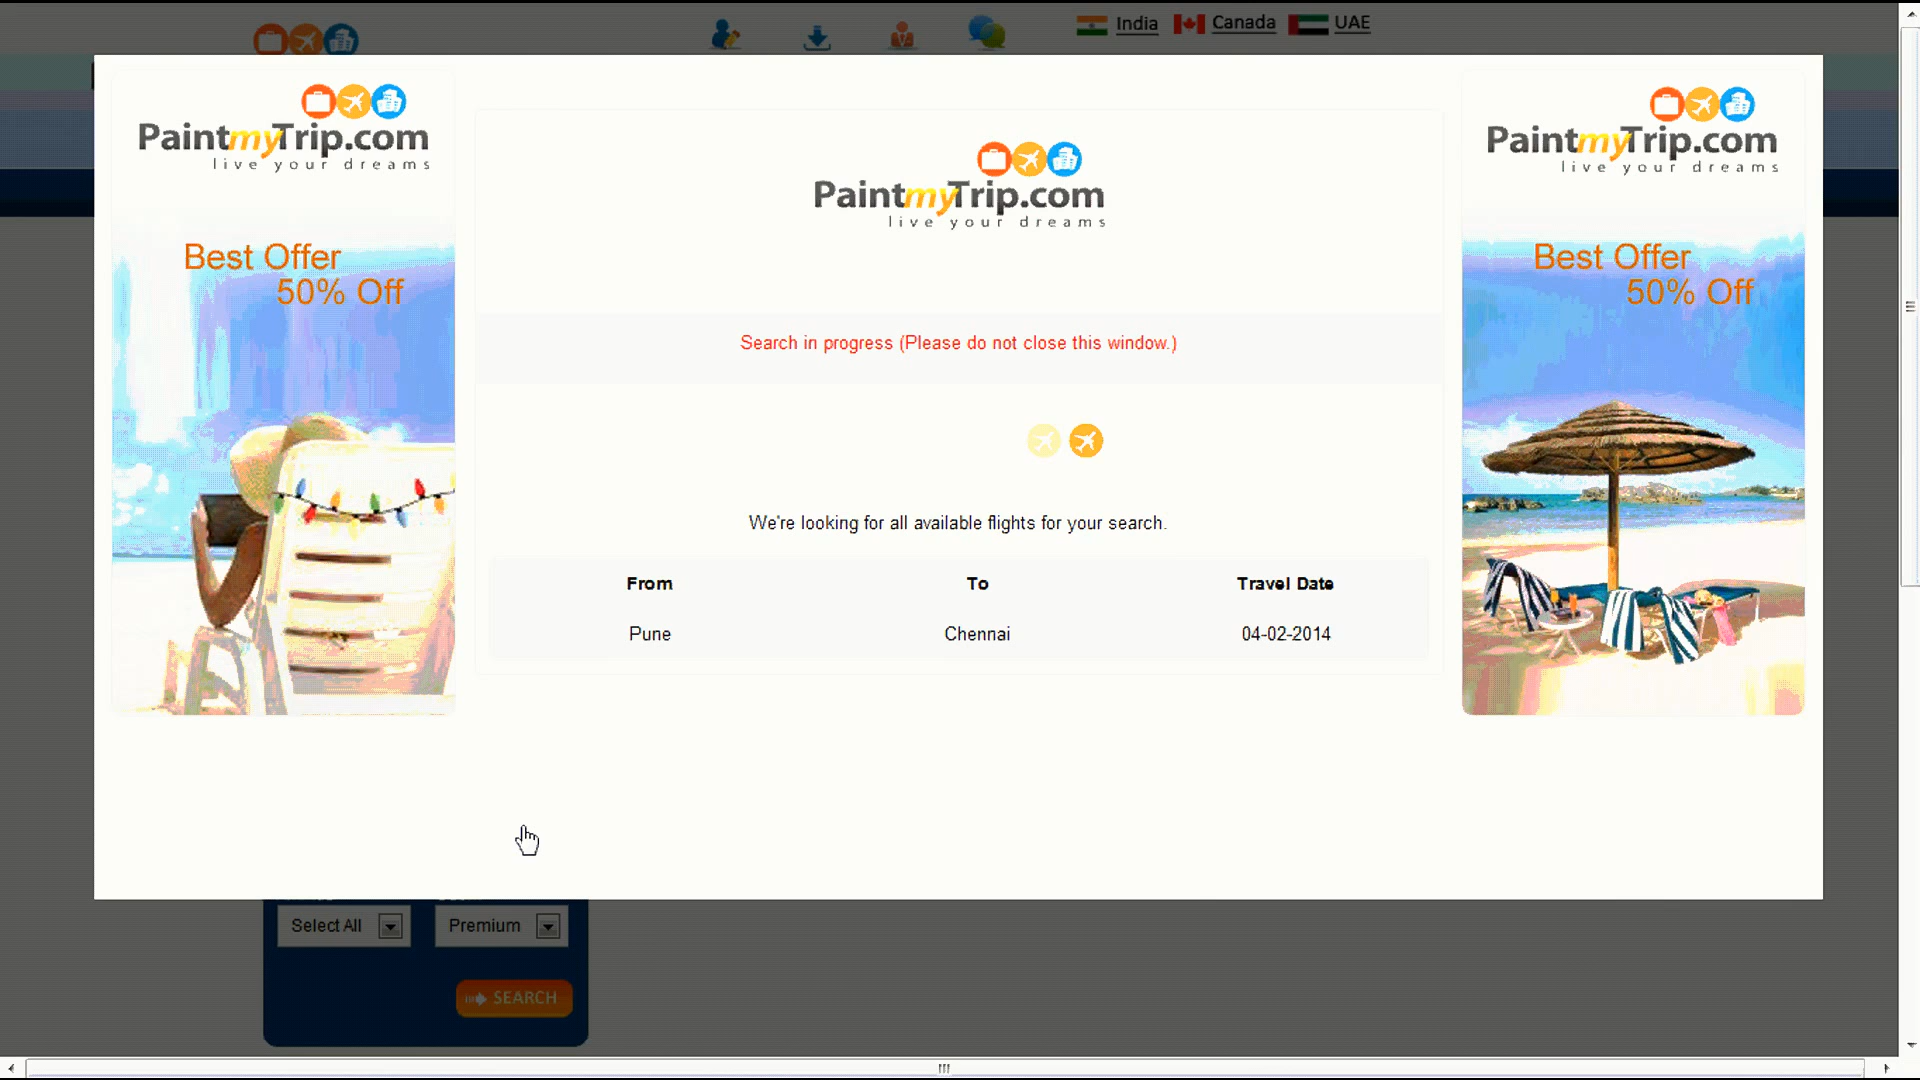 India
Canada
UAE
PaintmyTrip.com
live your dreams
Best Offer
50% Off
PaintmyTrip.com
live your dreams
Search in progress (Please do not close this window.)
We're looking for all available flights for your search.
From To Travel Date
Pune Chennai 04-02-2014
PaintmyTrip.com
live your dreams
Best Offer
50% Off
Select All
Premium
SEARCH